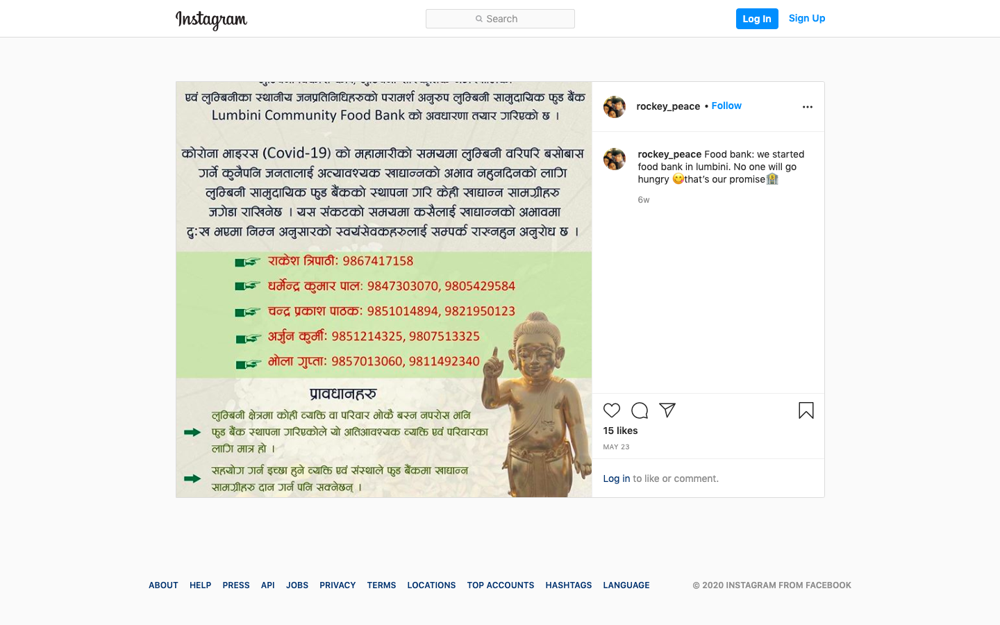 Instagram
Search
Log In
Sign Up
एवं लुम्बिनीका स्थानीय जनप्रतिनिधिहरुको परामर्श अनुरुप लुम्बिनी सामुदायिक फुड बैंक
Lumbini Community Food Bank को अवधारणा तयार गरिएको छ ।
कोरोना भाइरस (Covid-19) को महामारीको समयमा लुम्बिनी वरिपरि बसोबास
गर्ने कुनैपनि जनतालाई अत्यावश्यक खाद्यान्नको अभाव नहुनदिनको लागि
लुम्बिनी सामुदायिक फुड बैंकको स्थापना गरि केही खाद्यान्न सामग्रीहरु
जगेडा राखिनेछ । यस संकटको समयमा कसैलाई खाद्यान्नको अभावमा
दुःख भएमा निम्न अनुसारको स्वयंसेवकहरुलाई सम्पर्क राख्नहुन अनुरोध छ ।
राकेश त्रिपाठी: 9867417158
धर्मेन्द्र कुमार पाल: 9847303070, 9805429584
चन्द्र प्रकाश पाठक: 9851014894, 9821950123
अर्जुन कुर्मी: 9851214325, 9807513325
भोला गुप्ता: 9857013060, 9811492340
प्रावधानहरु
लुम्बिनी क्षेत्रमा कोही व्यक्ति वा परिवार भोकै बस्न नपरोस भनि
फुड बैंक स्थापना गरिएकोले यो अतिआवश्यक व्यक्ति एवं परिवारका
लागि मात्र हो ।
सहयोग गर्न इच्छा हुने व्यक्ति एवं संस्थाले फुड बैंकमा खाद्यान्न
सामग्रीहरु दान गर्न पनि सक्नेछन् ।
rockey_peace • Follow
rockey_peace Food bank: we started
food bank in lumbini. No one will go
hungry 😋that’s our promise🏦
6w
15 likes
MAY 23
Log in to like or comment.
ABOUT HELP PRESS API JOBS PRIVACY TERMS LOCATIONS TOP ACCOUNTS HASHTAGS LANGUAGE
© 2020 INSTAGRAM FROM FACEBOOK